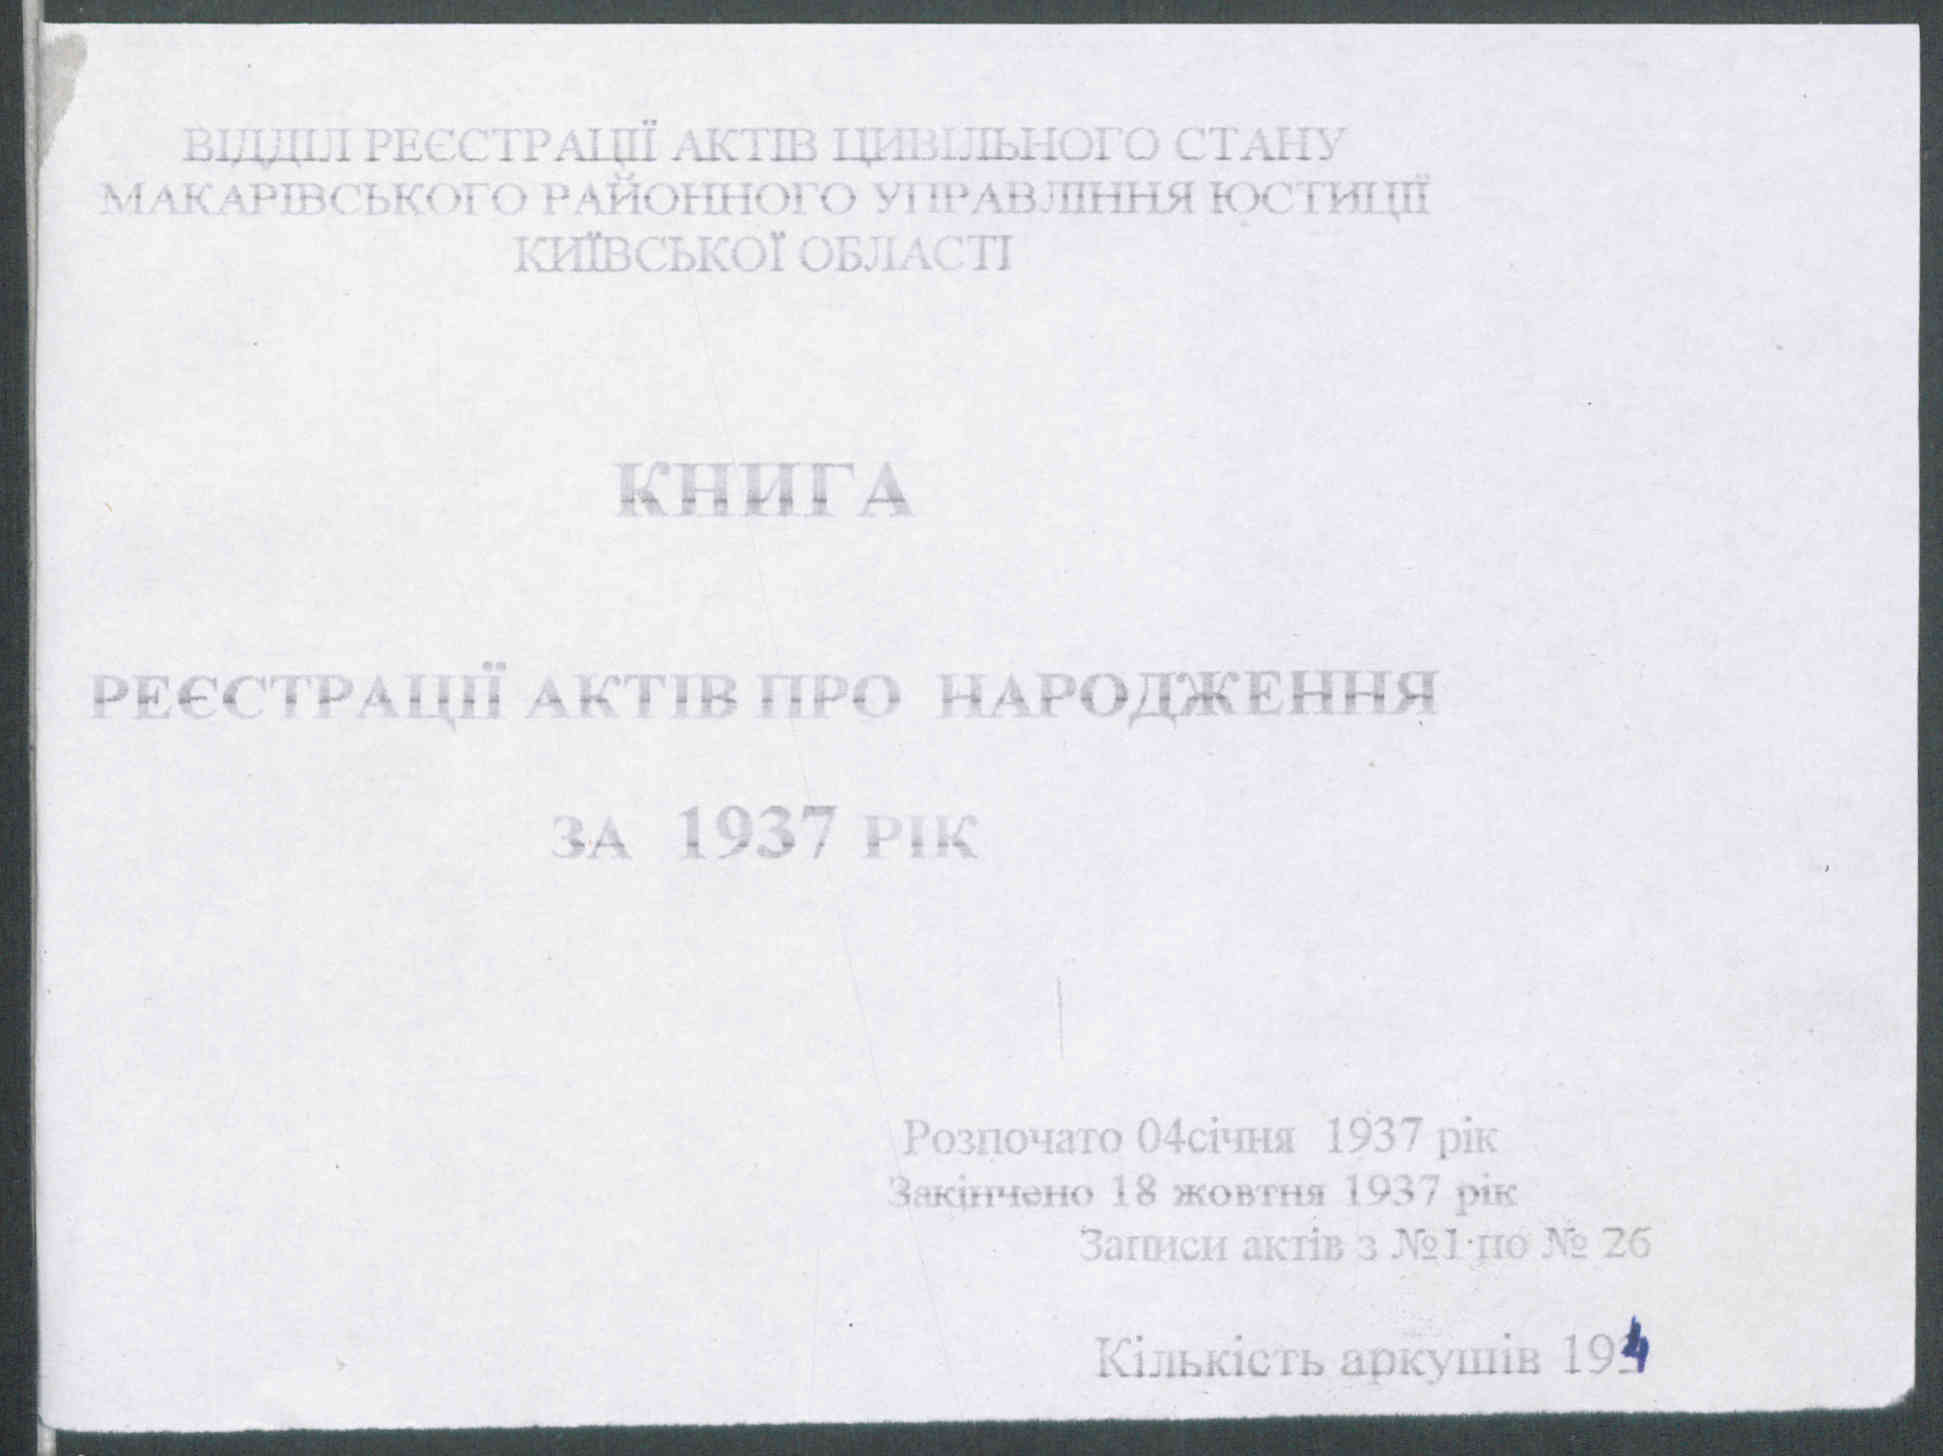 ВІДДІЛ РЕЄСТРАЦІЇ АКТІВ ЦИВІЛЬНОГО СТАНУ
МАКАРІВСЬКОГО РАЙОННОГО УПРАВЛІННЯ ЮСТИЦІЇ
КИЇВСЬКОЇ ОБЛАСТІ
КНИГА
РЕЄСТРАЦІЇ АКТІВ ПРО НАРОДЖЕННЯ
ЗА 1937 РІК
Розпочато 04січня 1937 рік
Закінчено 18 жовтня 1937 рік
Записи актів з №1 по № 26
Кількість аркушів 194